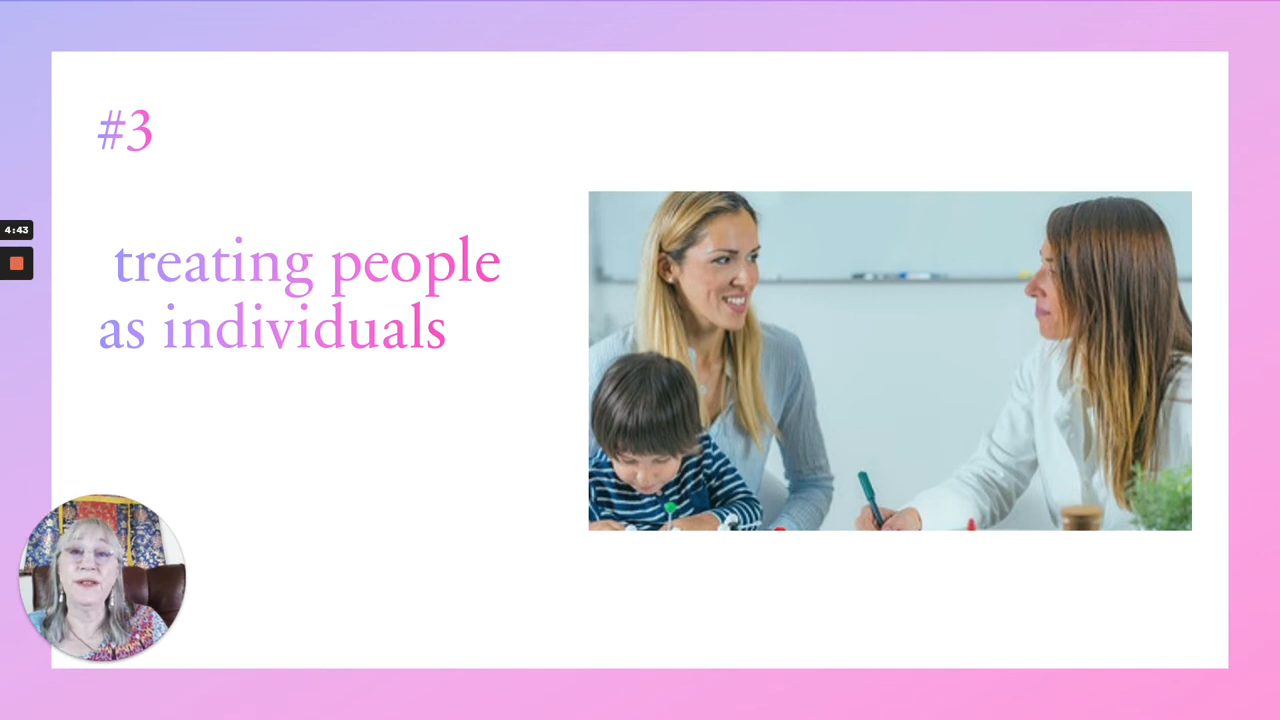 #3
treating people
as individuals
4:43